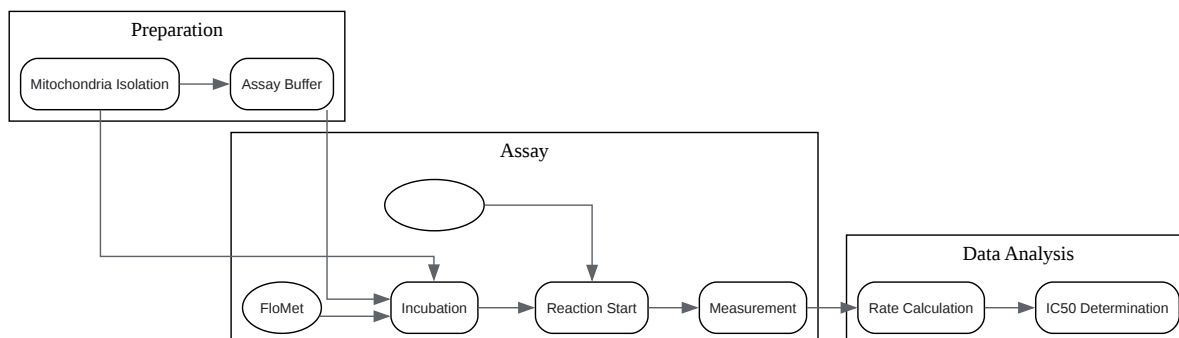 Preparation
Mitochondria Isolation
Assay Buffer
Assay
FloMet
Incubation
Reaction Start
Measurement
Data Analysis
Rate Calculation
IC50 Determination